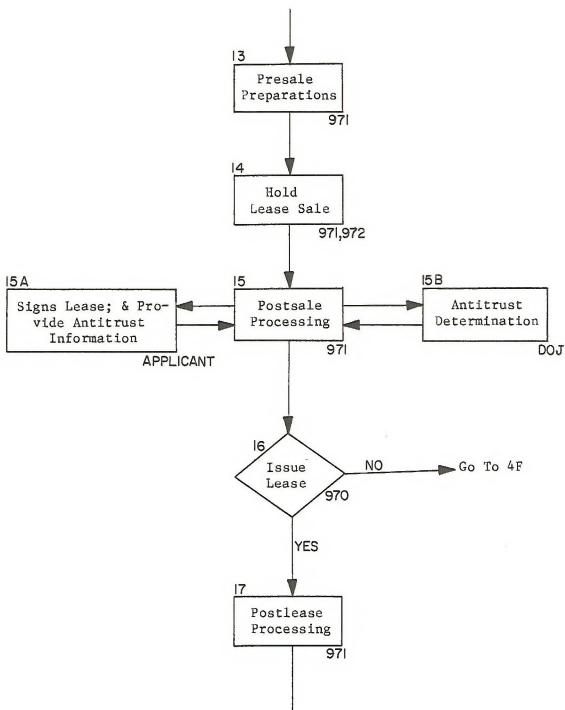 13
Presale
Preparations
971
14
Hold
Lease Sale
971,972
15A
Signs Lease; & Pro-
vide Antitrust
Information
APPLICANT
15
Postsale
Processing
971
15B
Antitrust
Determination
DOJ
16
Issue
Lease
970
NO
Go To 4F
YES
17
Postlease
Processing
971